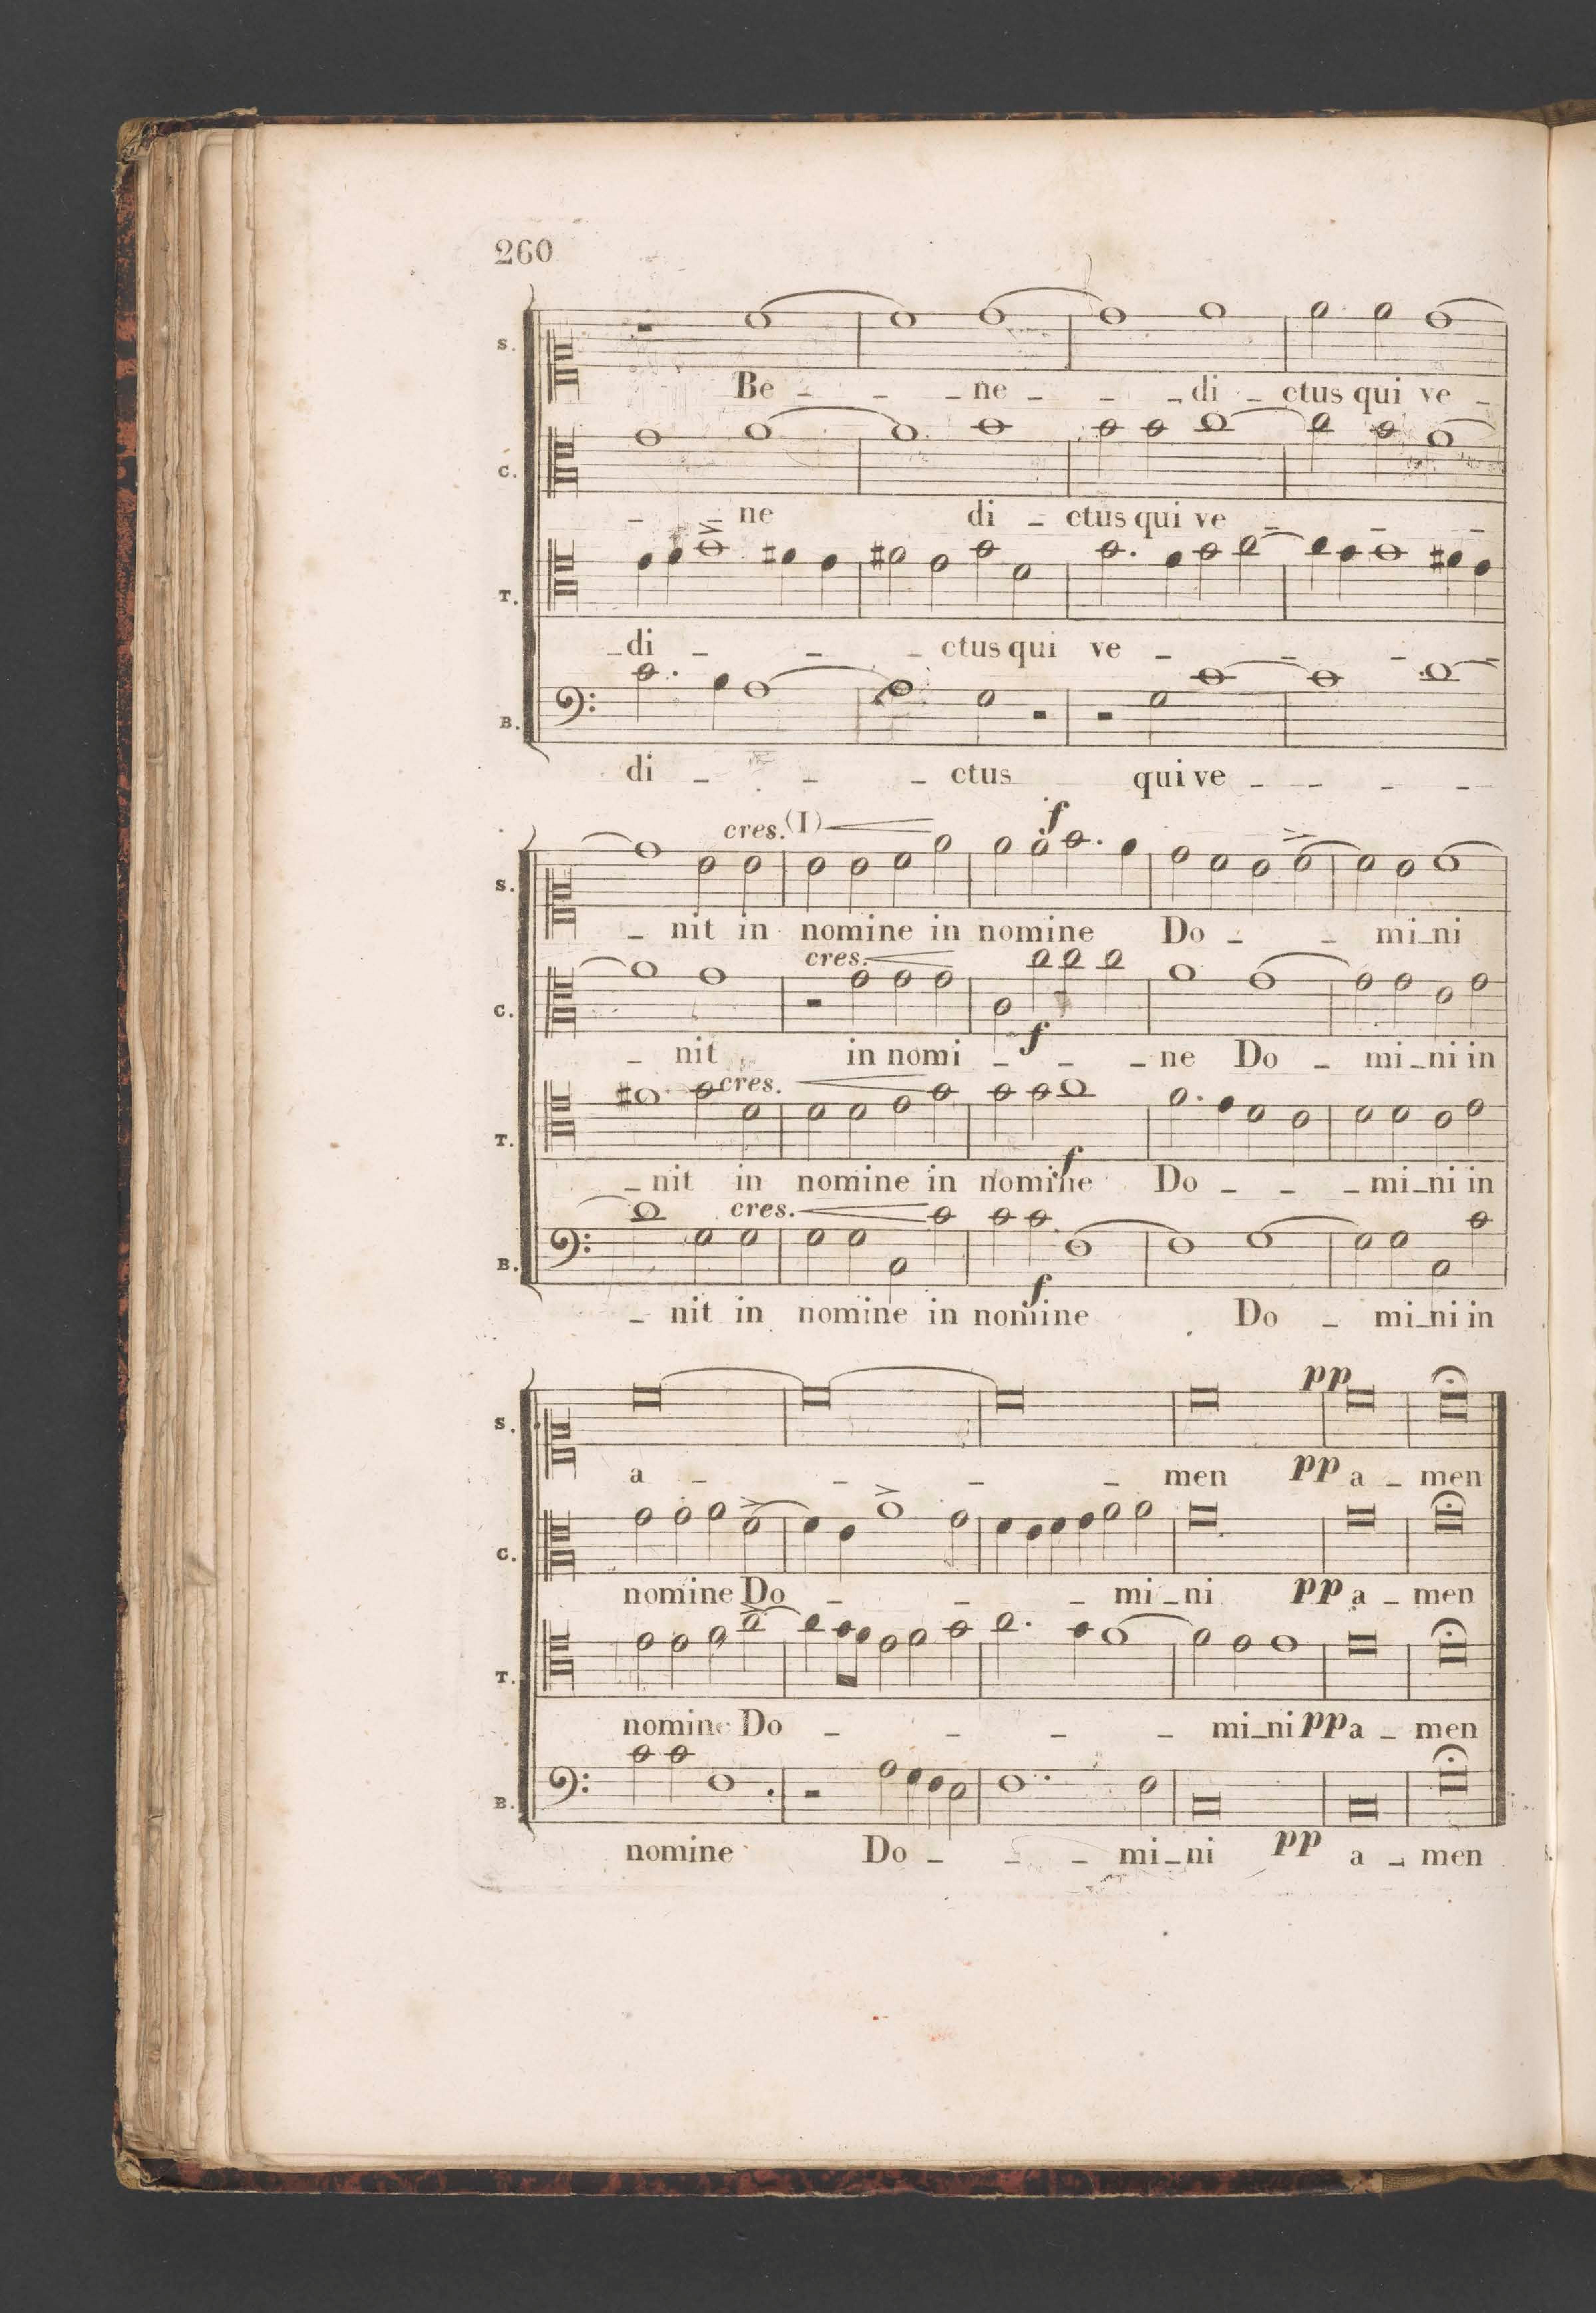 260
S.
Be - - - ne - - - di - ctus qui ve -
C.
- - ne di - ctus qui ve - - -
T.
- di - - - ctus qui ve - - - -
B.
di - - - ctus qui ve - - - -
cres. (I) f
S.
- nit in nomine in nomine Do - - mi - ni
cres.
C.
- nit in nomi - - - ne Do - mi - ni in
f
cres.
T.
- nit in nomine in nomine Do - - - mi - ni in
f
cres.
B.
- nit in nomine in nomine Do - mi - ni in
f
pp
S.
a - - - - men pp a - men
C.
nomine Do - - - mi - ni pp a - men
T.
nomine Do - - - - mi - ni pp a - men
B.
nomine Do - - - mi - ni pp a - men